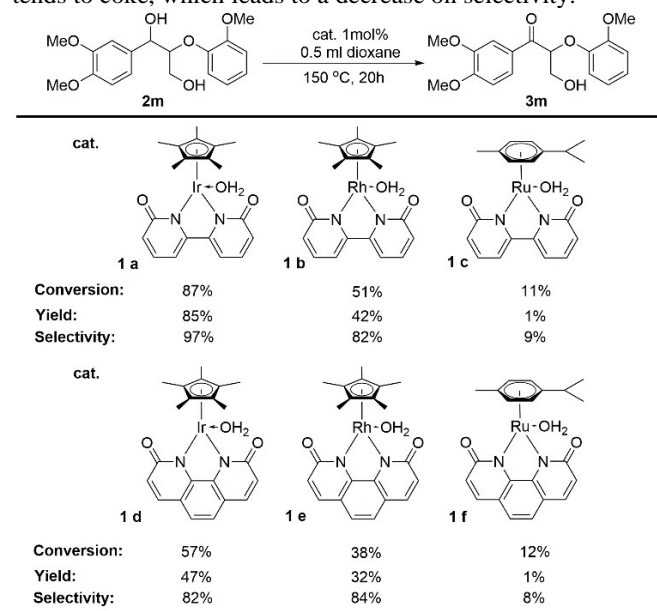 tends to coke, which leads to a decrease on selectivity.
OH OMe
MeO O
MeO OH
2m
cat. 1mol%
0.5 ml dioxane
150 °C, 20h
O OMe
MeO O
MeO OH
3m
cat.
Ir OH2 Rh OH2 Ru OH2
O N N O O N N O O N N O
1 a 1 b 1 c
Conversion: 87% 51% 11%
Yield: 85% 42% 1%
Selectivity: 97% 82% 9%
cat.
Ir OH2 Rh OH2 Ru OH2
O N N O O N N O O N N O
1 d 1 e 1 f
Conversion: 57% 38% 12%
Yield: 47% 32% 1%
Selectivity: 82% 84% 8%